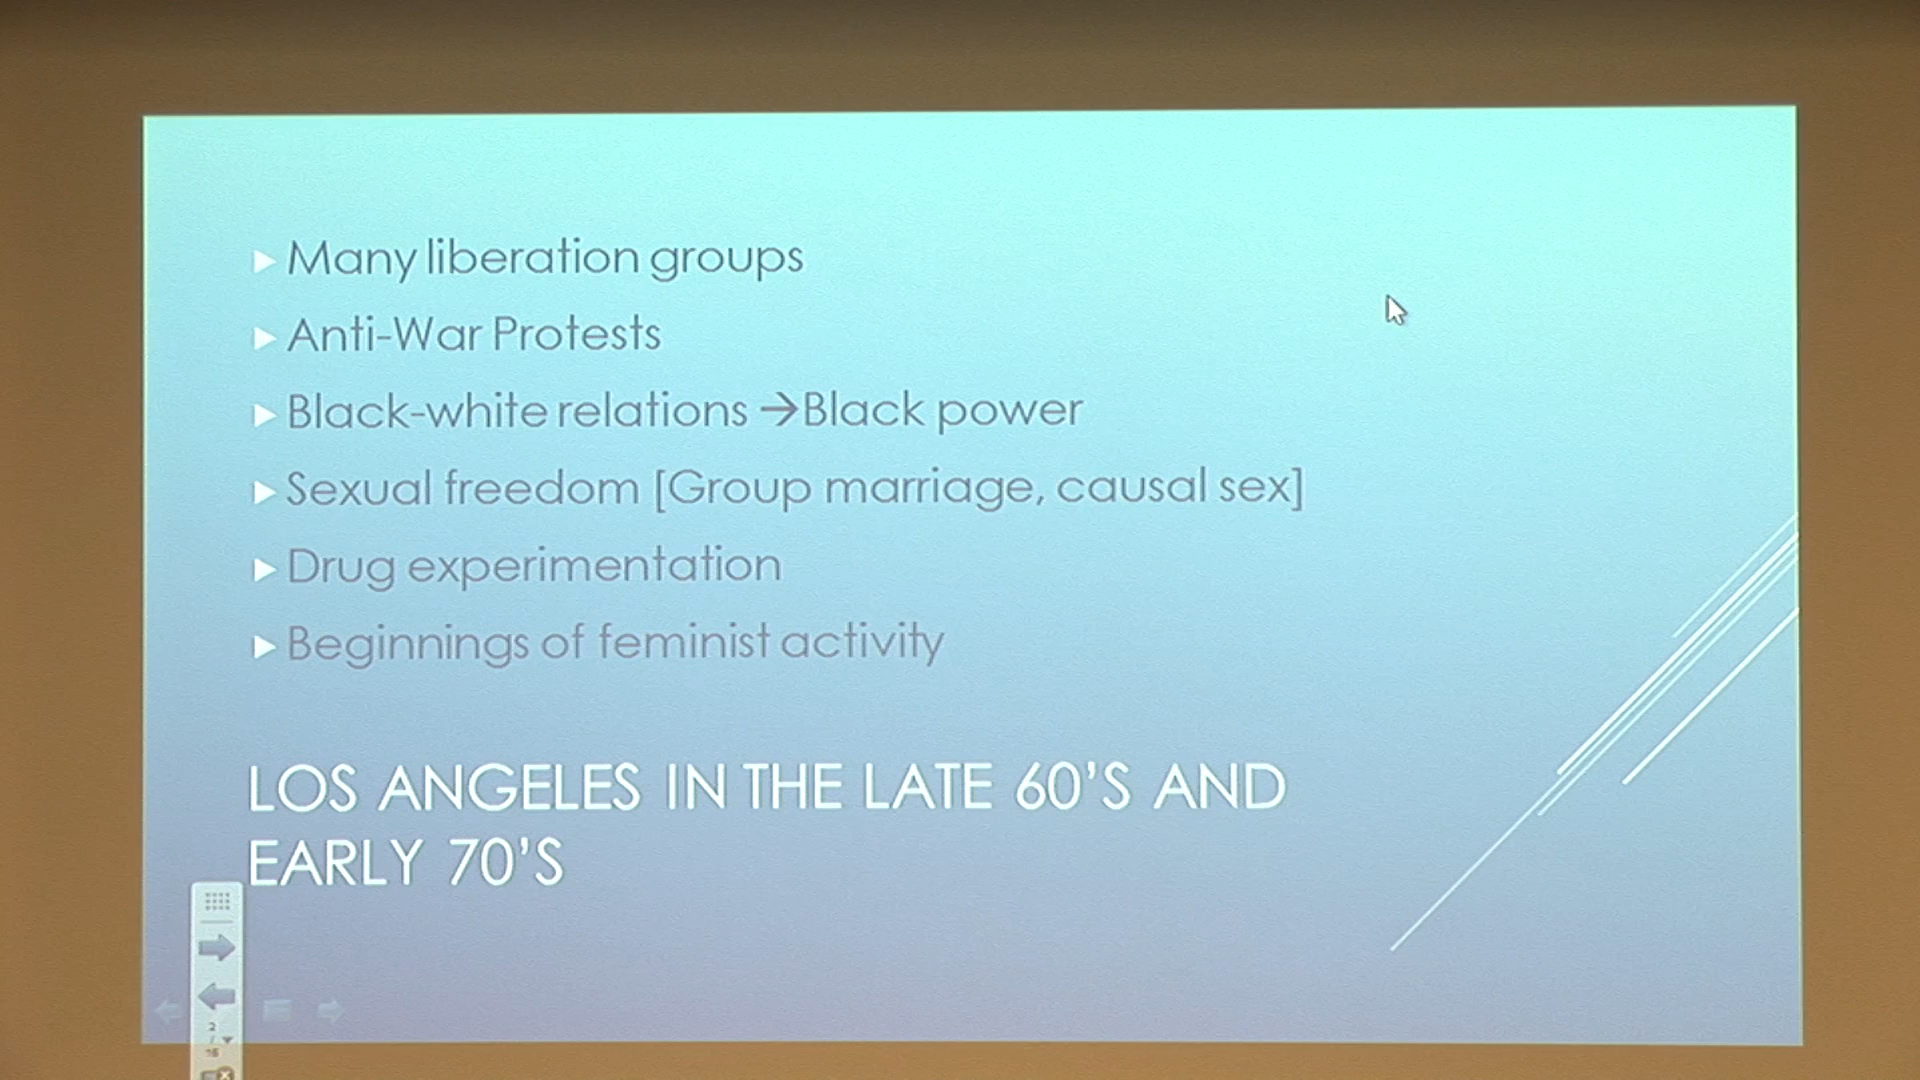 Many liberation groups
Anti-War Protests
Black-white relations →Black power
Sexual freedom [Group marriage, causal sex]
Drug experimentation
Beginnings of feminist activity
LOS ANGELES IN THE LATE 60'S AND
EARLY 70'S
2
/